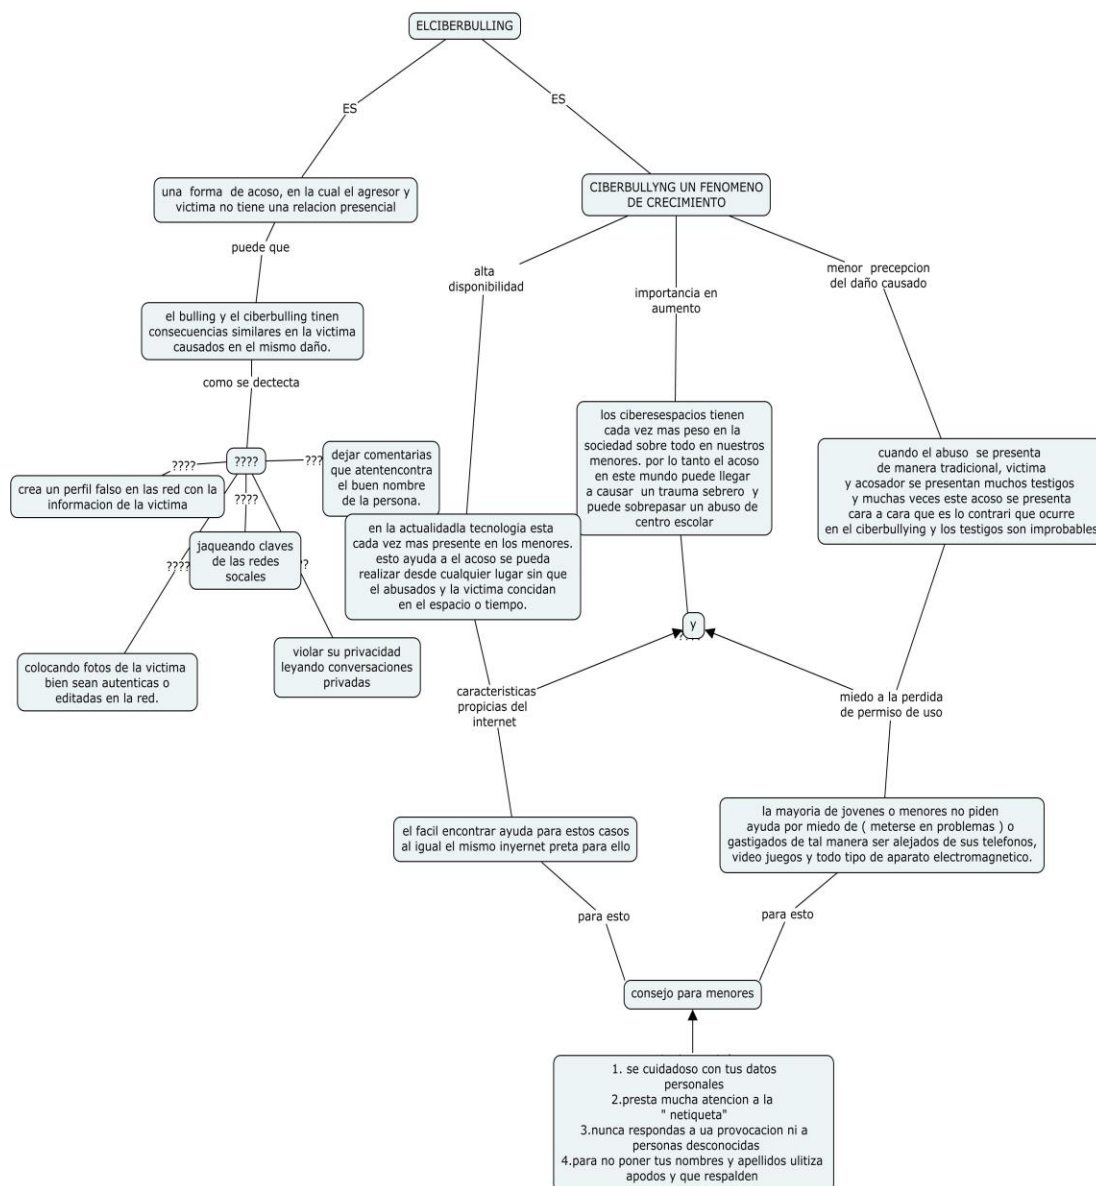 ELCIBERBULLING
ES
ES
una forma de acoso, en la cual el agresor y
victima no tiene una relacion presencial
CIBERBULLYNG UN FENOMENO
DE CRECIMIENTO
puede que
alta
disponibilidad
importancia en
aumento
menor precepcion
del daño causado
el bulling y el ciberbulling tinen
consecuencias similares en la victima
causados en el mismo daño.
como se dectecta
????
????
???
dejar comentarias
que atentencontra
el buen nombre
de la persona.
crea un perfil falso en las red con la
informacion de la victima
????
jaqueando claves
de las redes
socales
????
??
colocando fotos de la victima
bien sean autenticas o
editadas en la red.
violar su privacidad
leyando conversaciones
privadas
los ciberesespacios tienen
cada vez mas peso en la
sociedad sobre todo en nuestros
menores. por lo tanto el acoso
en este mundo puede llegar
a causar un trauma sebrero y
puede sobrepasar un abuso de
centro escolar
cuando el abuso se presenta
de manera tradicional, victima
y acosador se presentan muchos testigos
y muchas veces este acoso se presenta
cara a cara que es lo contrari que ocurre
en el ciberbullying y los testigos son improbables
en la actualidadla tecnología esta
cada vez mas presente en los menores.
esto ayuda a el acoso se pueda
realizar desde cualquier lugar sin que
el abusados y la victima concidan
en el espacio o tiempo.
y
caracteristicas
propicias del
internet
miedo a la perdida
de permiso de uso
el facil encontrar ayuda para estos casos
al igual el mismo inyernet preta para ello
la mayoria de jovenes o menores no piden
ayuda por miedo de ( meterse en problemas ) o
gastigados de tal manera ser alejados de sus telefonos,
video juegos y todo tipo de aparato electromagnetico.
para esto
para esto
consejo para menores
1. se cuidadoso con tus datos
personales
2.presta mucha atencion a la
" netiqueta"
3.nunca respondas a ua provocacion ni a
personas desconocidas
4.para no poner tus nombres y apellidos ulitiza
apodos y que respalden